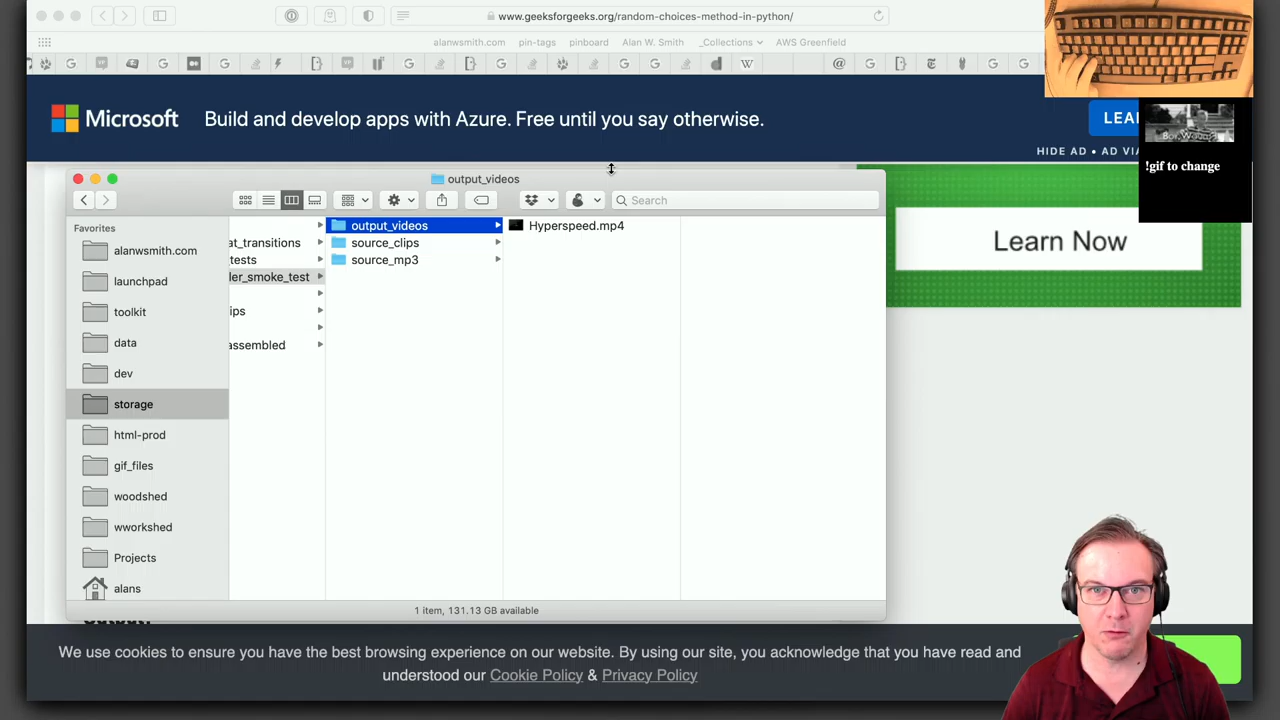 www.geeksforgeeks.org/random-choices-method-in-python/
alanwsmith.com pin-tags pinboard Alan W. Smith _Collections AWS Greenfield
Microsoft Build and develop apps with Azure. Free until you say otherwise. LEA
HIDE AD • AD VIA
!gif to change
Learn Now
output_videos
Search
Favorites
alanwsmith.com
launchpad
toolkit
data
dev
storage
html-prod
gif_files
woodshed
wworkshed
Projects
alans
at_transitions
tests
ler_smoke_test
ips
assembled
output_videos
source_clips
source_mp3
Hyperspeed.mp4
1 item, 131.13 GB available
We use cookies to ensure you have the best browsing experience on our website. By using our site, you acknowledge that you have read and
understood our Cookie Policy & Privacy Policy